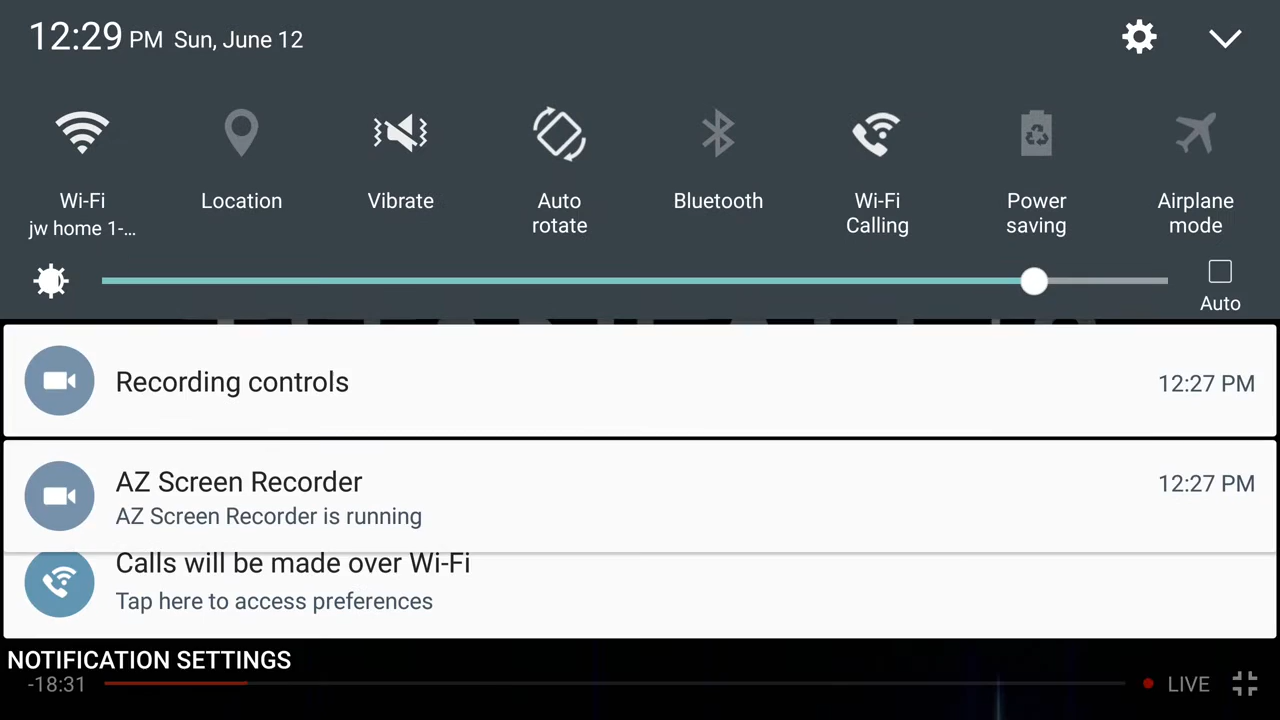 12:29 PM Sun, June 12
Wi-Fi
jw home 1-...
Location
Vibrate
Auto
rotate
Bluetooth
Wi-Fi
Calling
Power
saving
Airplane
mode
Auto
Recording controls 12:27 PM
AZ Screen Recorder 12:27 PM
AZ Screen Recorder is running
Calls will be made over Wi-Fi
Tap here to access preferences
NOTIFICATION SETTINGS
-18:31 LIVE